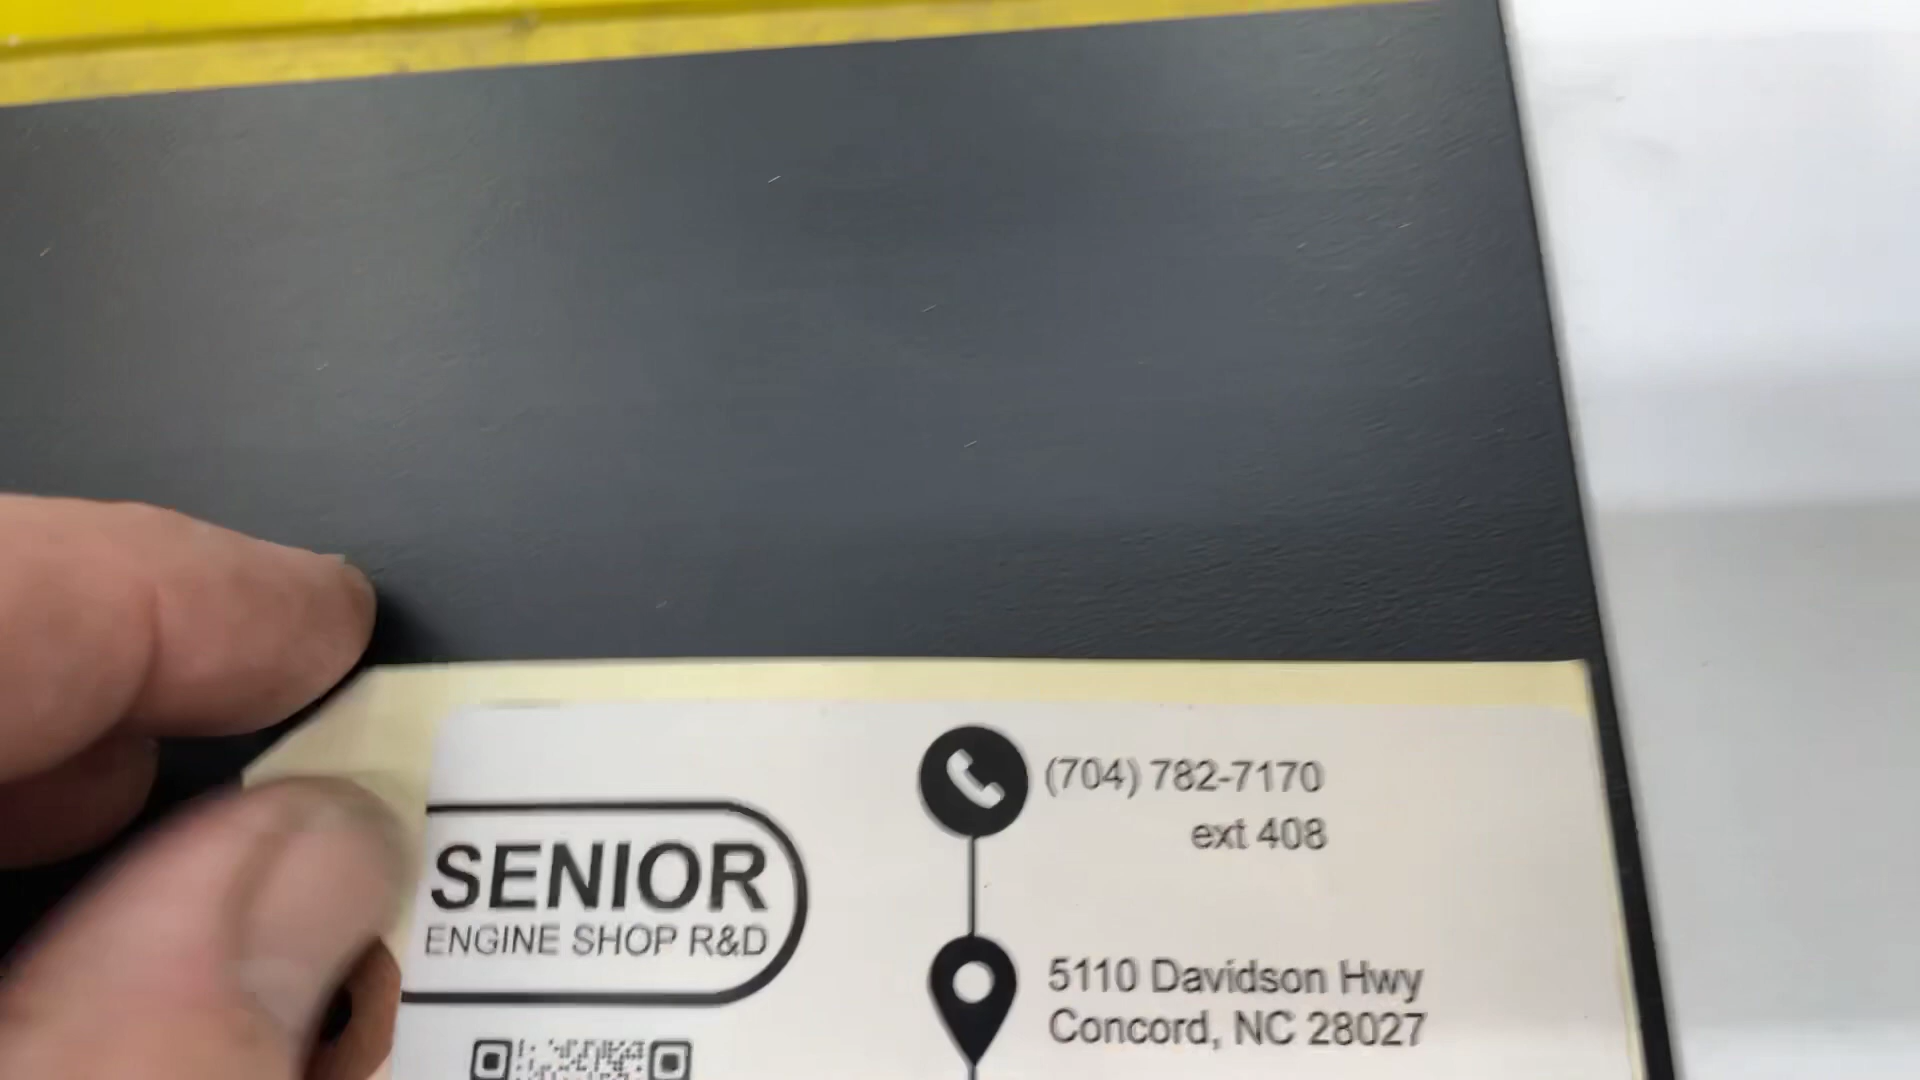 SENIOR
ENGINE SHOP R&D
(704) 782-7170
ext 408
5110 Davidson Hwy
Concord, NC 28027